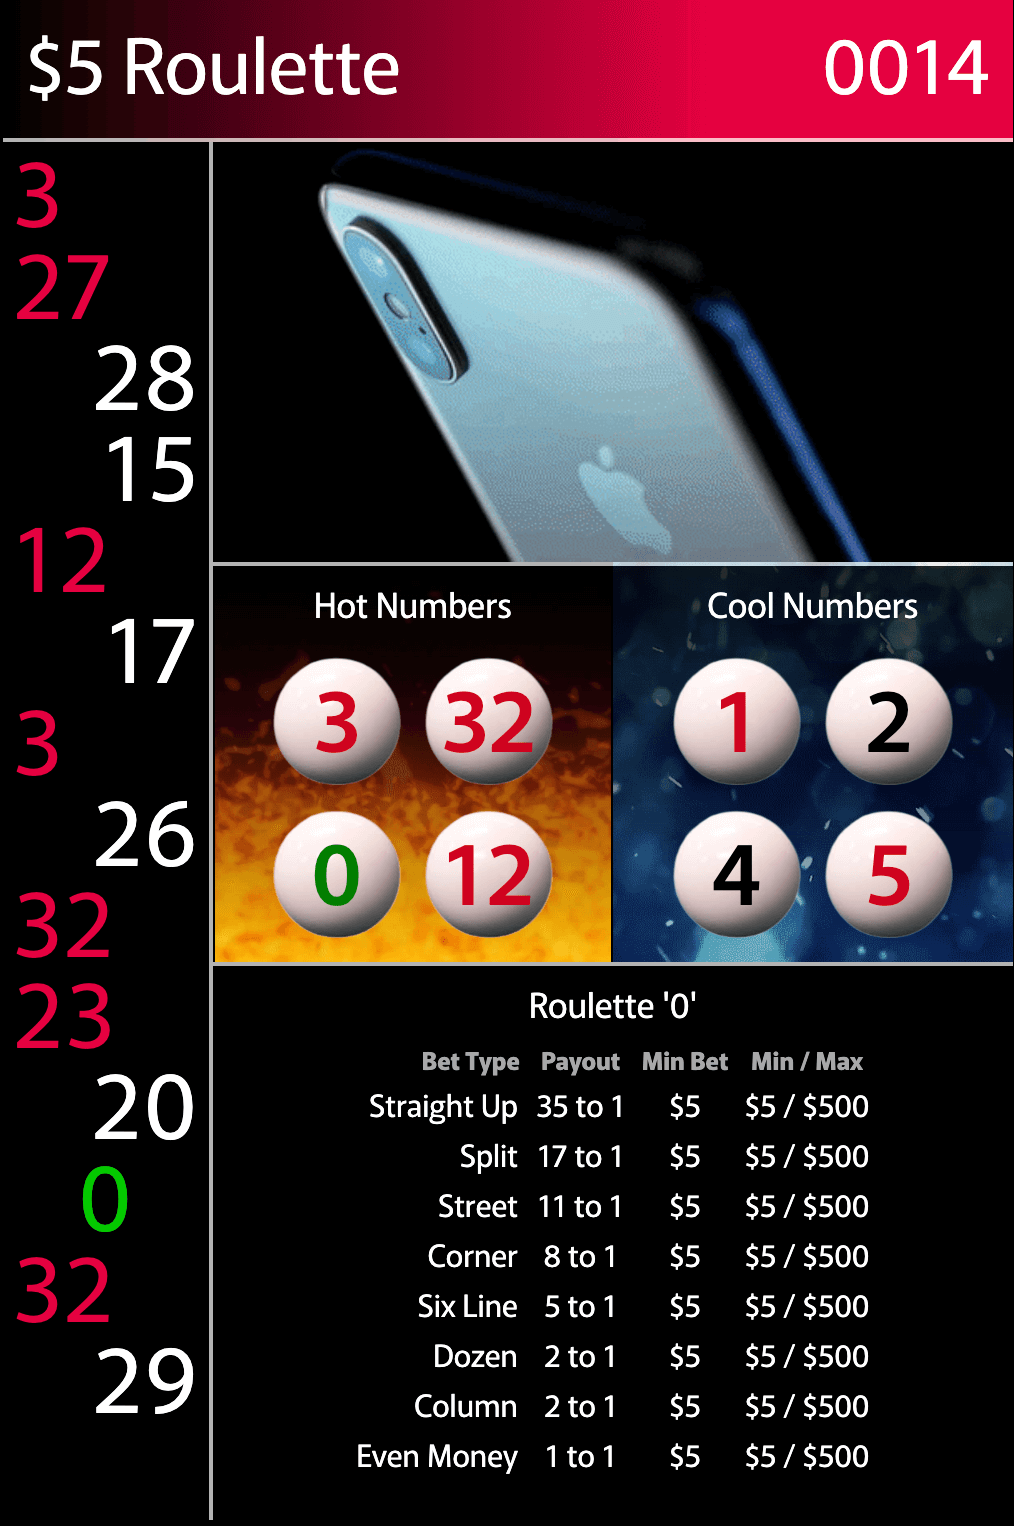 $5 Roulette 0014
3
27
28
15
12
17
3
26
32
23
20
0
32
29
Hot Numbers
3 32
0 12
Cool Numbers
1 2
4 5
Roulette '0'
Bet Type Payout Min Bet Min / Max
Straight Up 35 to 1 $5 $5 / $500
Split 17 to 1 $5 $5 / $500
Street 11 to 1 $5 $5 / $500
Corner 8 to 1 $5 $5 / $500
Six Line 5 to 1 $5 $5 / $500
Dozen 2 to 1 $5 $5 / $500
Column 2 to 1 $5 $5 / $500
Even Money 1 to 1 $5 $5 / $500